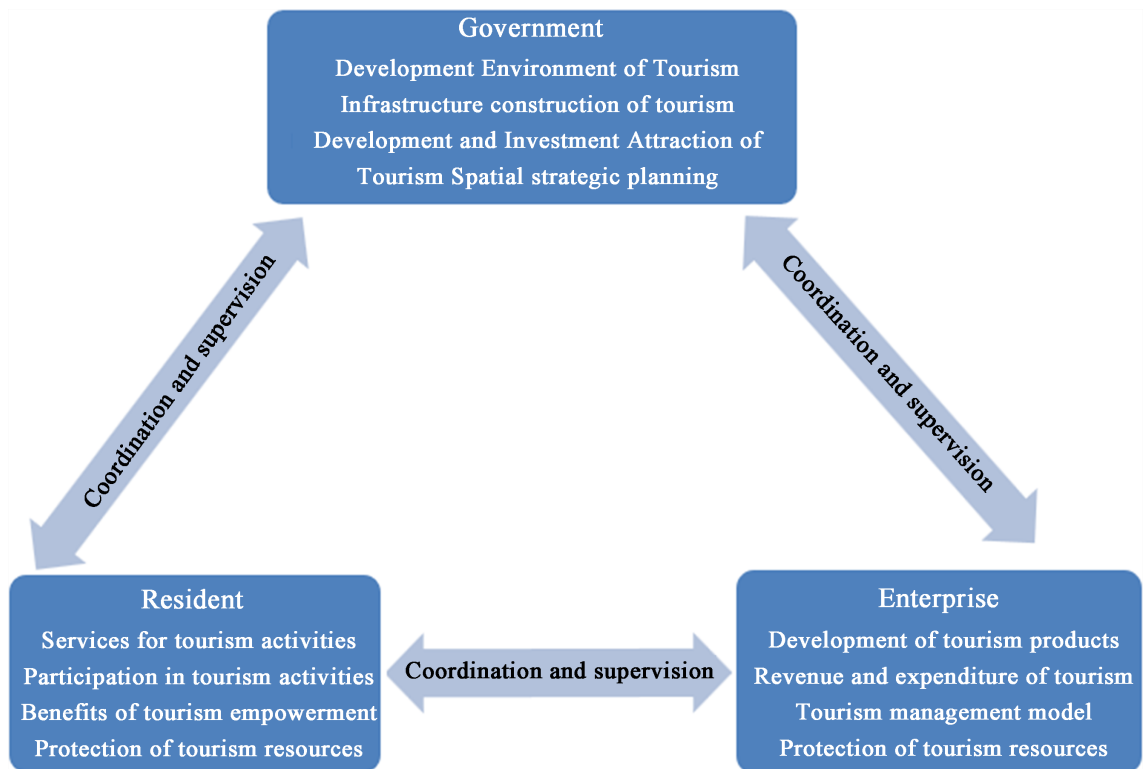 Government
Development Environment of Tourism
Infrastructure construction of tourism
Development and Investment Attraction of
Tourism Spatial strategic planning
Coordination and supervision
Coordination and supervision
Resident
Services for tourism activities
Participation in tourism activities
Benefits of tourism empowerment
Protection of tourism resources
Coordination and supervision
Enterprise
Development of tourism products
Revenue and expenditure of tourism
Tourism management model
Protection of tourism resources